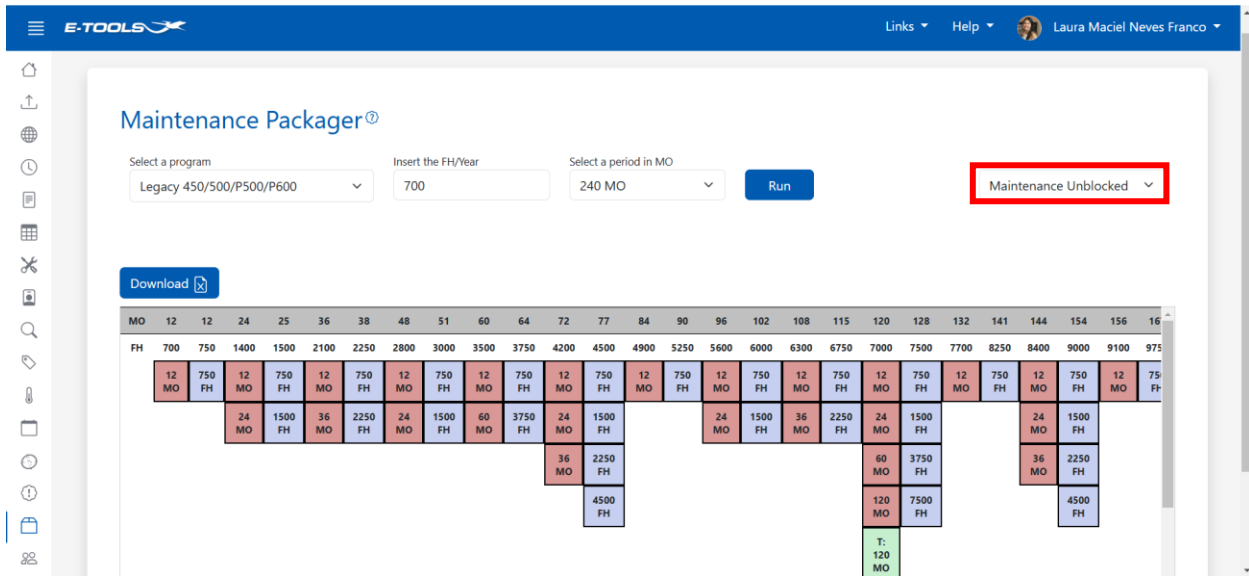 E-TOOLS
Links Help Laura Maciel Neves Franco
Maintenance Packager
Select a program Insert the FH/Year Select a period in MO
Legacy 450/500/P500/P600 700 240 MO Run Maintenance Unblocked
Download
MO 12 12 24 25 36 38 48 51 60 64 72 77 84 90 96 102 108 115 120 128 132 141 144 154 156 16
FH 700 750 1400 1500 2100 2250 2800 3000 3500 3750 4200 4500 4900 5250 5600 6000 6300 6750 7000 7500 7700 8250 8400 9000 9100 975
12 750 12 750 12 750 12 750 12 750 12 750 12 750 12 750 12 750 12 750 12 750 12 750 12 75
MO FH MO FH MO FH MO FH MO FH MO FH MO FH MO FH MO FH MO FH MO FH MO FH MO FH
24 1500 36 2250 24 1500 60 3750 24 1500 24 1500 36 2250 24 1500 24 1500
MO FH MO FH MO FH MO FH MO FH MO FH MO FH MO FH MO FH
36 2250 60 3750 36 2250
MO FH MO FH MO FH
4500 120 7500 4500
FH MO FH FH
T:
120
MO